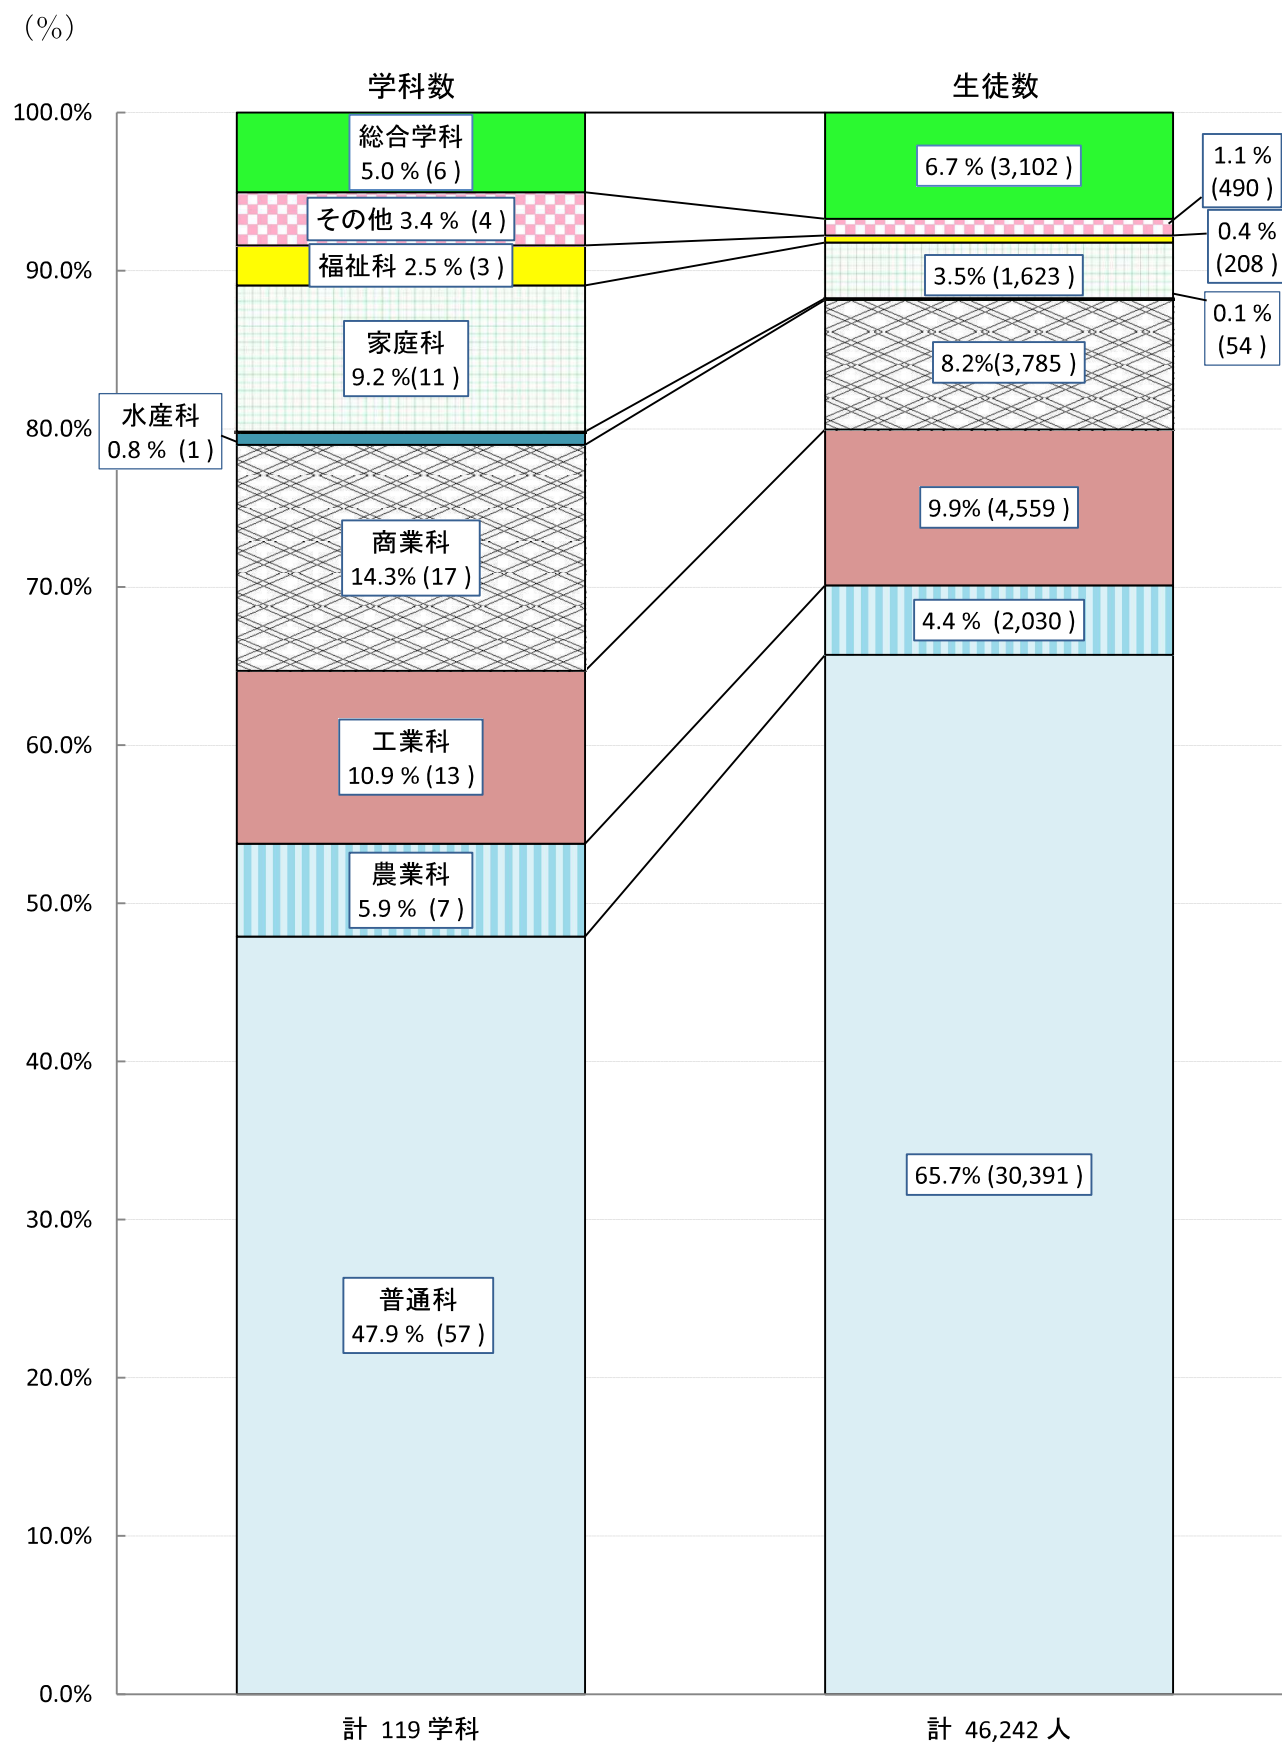 (%)
学科数
生徒数
100.0%
90.0%
80.0%
70.0%
60.0%
50.0%
40.0%
30.0%
20.0%
10.0%
0.0%
総合学科
5.0 % (6 )
その他 3.4 % (4 )
福祉科 2.5 % (3 )
家庭科
9.2 %(11 )
水産科
0.8 % (1 )
商業科
14.3% (17 )
工業科
10.9 % (13 )
農業科
5.9 % (7 )
普通科
47.9 % (57 )
6.7 % (3,102 )
1.1 %
(490 )
0.4 %
(208 )
3.5% (1,623 )
0.1 %
(54 )
8.2%(3,785 )
9.9% (4,559 )
4.4 % (2,030 )
65.7% (30,391 )
計 119 学科
計 46,242 人